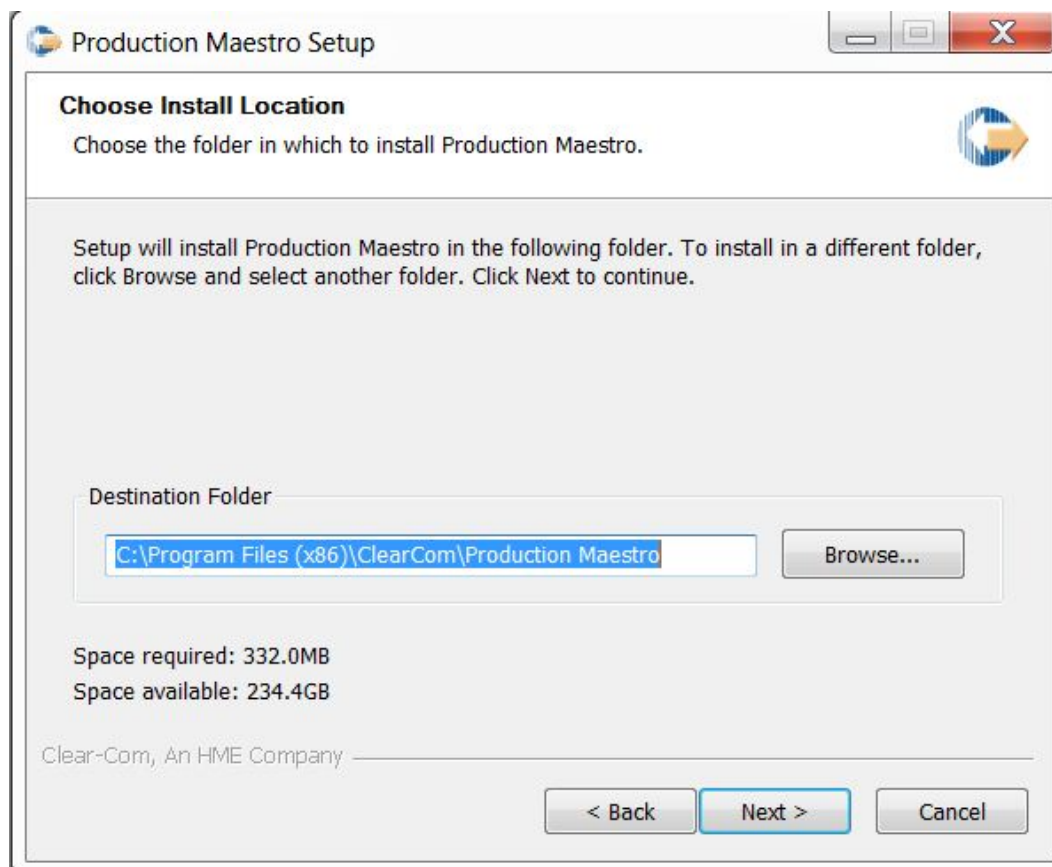 Production Maestro Setup
Choose Install Location
Choose the folder in which to install Production Maestro.
Setup will install Production Maestro in the following folder. To install in a different folder,
click Browse and select another folder. Click Next to continue.
Destination Folder
C:\Program Files (x86)\ClearCom\Production Maestro
Browse...
Space required: 332.0MB
Space available: 234.4GB
Clear-Com, An HME Company
< Back
Next >
Cancel